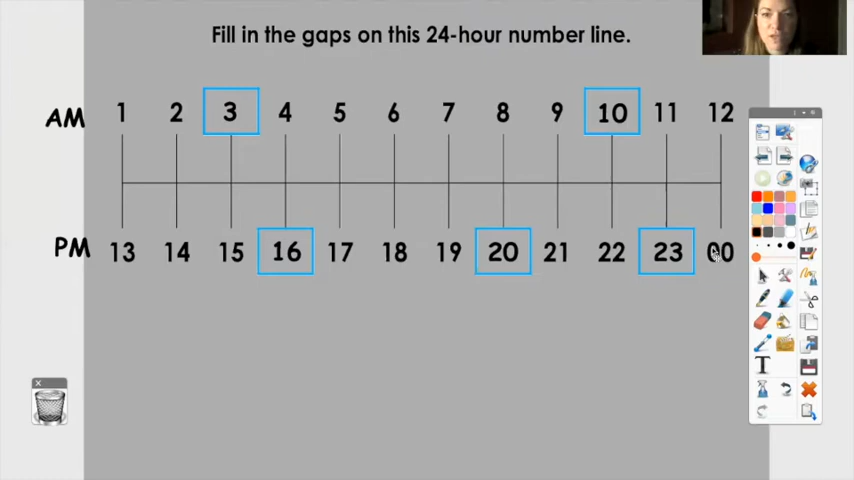 Fill in the gaps on this 24-hour number line.
AM 1 2 3 4 5 6 7 8 9 10 11 12
PM 13 14 15 16 17 18 19 20 21 22 23 00
T